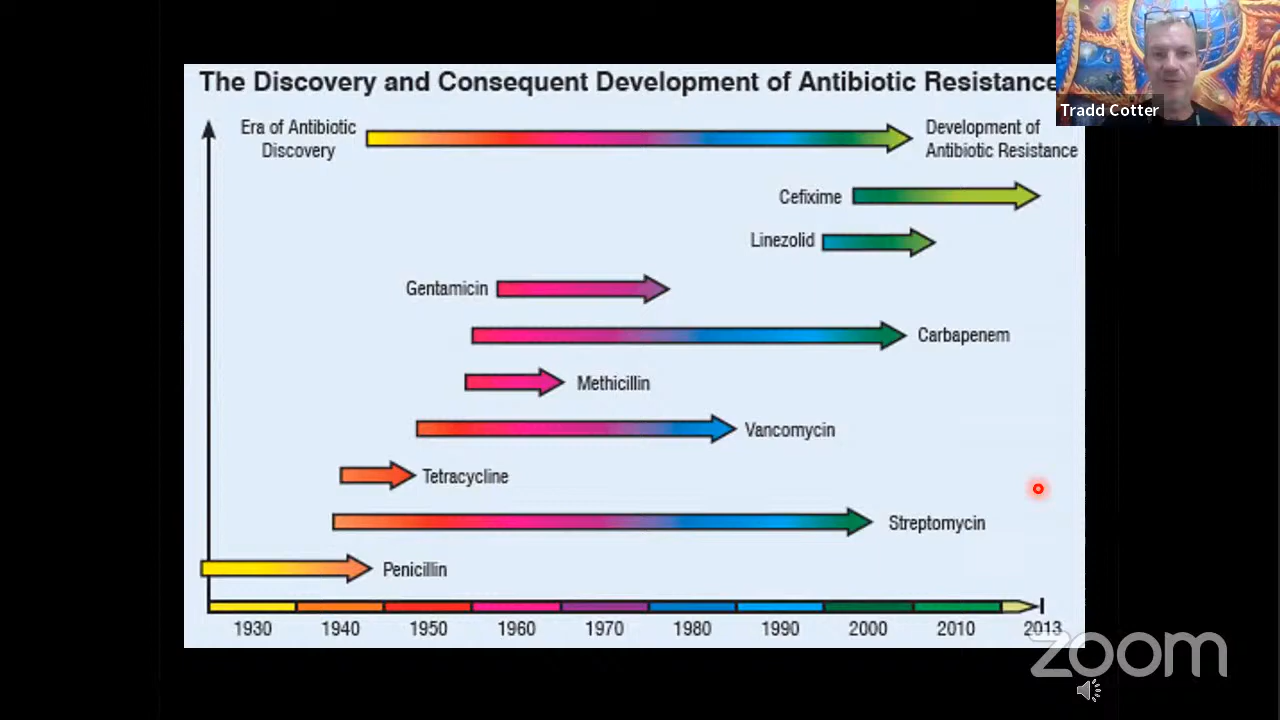 The Discovery and Consequent Development of Antibiotic Resistance
Tradd Cotter
Era of Antibiotic
Discovery
Development of
Antibiotic Resistance
Cefixime
Linezolid
Gentamicin
Carbapenem
Methicillin
Vancomycin
Tetracycline
Streptomycin
Penicillin
1930 1940 1950 1960 1970 1980 1990 2000 2010 2013
zoom